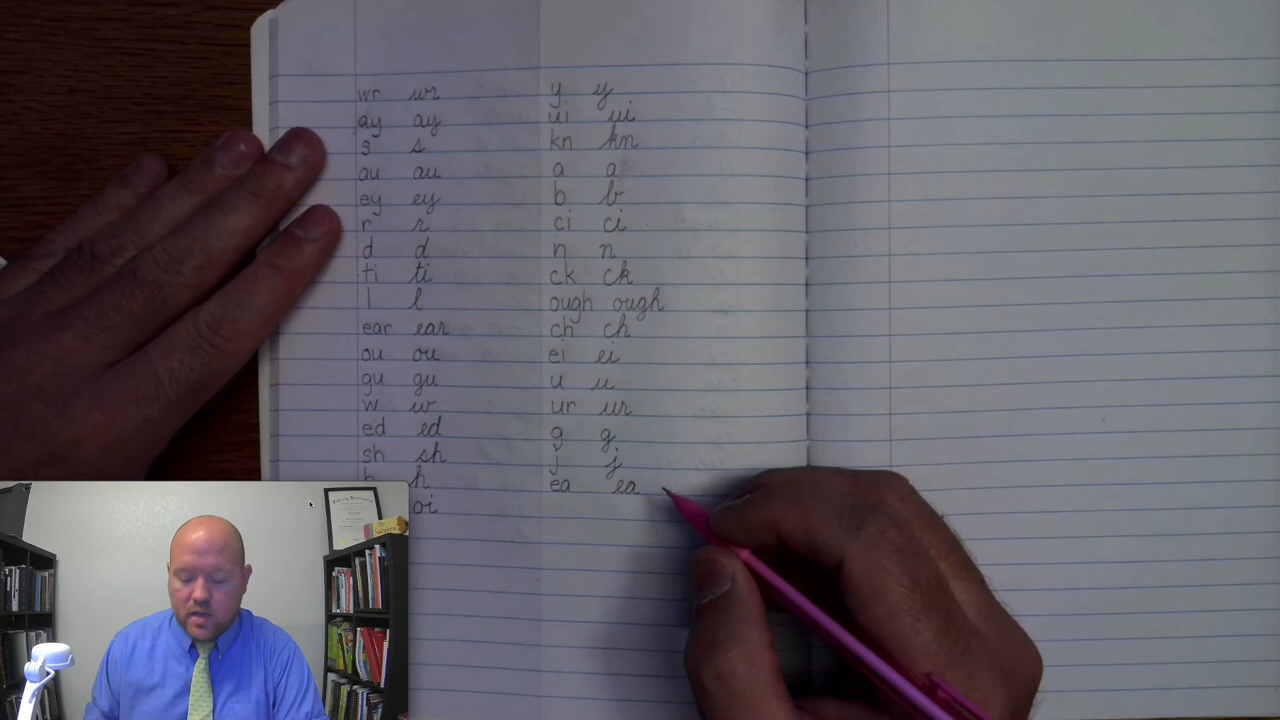 wr wr
ay ay
s s
au au
ey ey
r r
d d
ti ti
l l
ear ear
ou ou
gu gu
w w
ed ed
sh sh
h h
oi
y y
ui ui
kn kn
a a
b b
ci ci
n n
ck ck
ough ough
ch ch
ei ei
u u
ur ur
g g
j j
ea ea